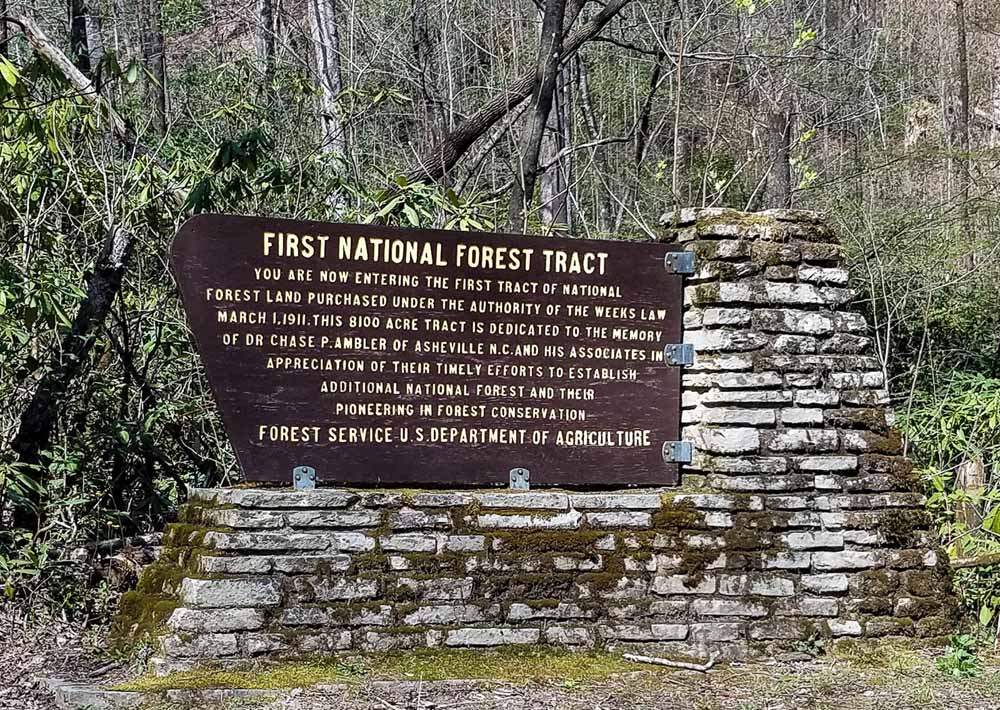 FIRST NATIONAL FOREST TRACT
YOU ARE NOW ENTERING THE FIRST TRACT OF NATIONAL
FOREST LAND PURCHASED UNDER THE AUTHORITY OF THE WEEKS LAW
MARCH 1, 1911. THIS 8100 ACRE TRACT IS DEDICATED TO THE MEMORY
OF DR CHASE P. AMBLER OF ASHEVILLE N.C. AND HIS ASSOCIATES IN
APPRECIATION OF THEIR TIMELY EFFORTS TO ESTABLISH
ADDITIONAL NATIONAL FOREST AND THEIR
PIONEERING IN FOREST CONSERVATION
FOREST SERVICE U.S. DEPARTMENT OF AGRICULTURE